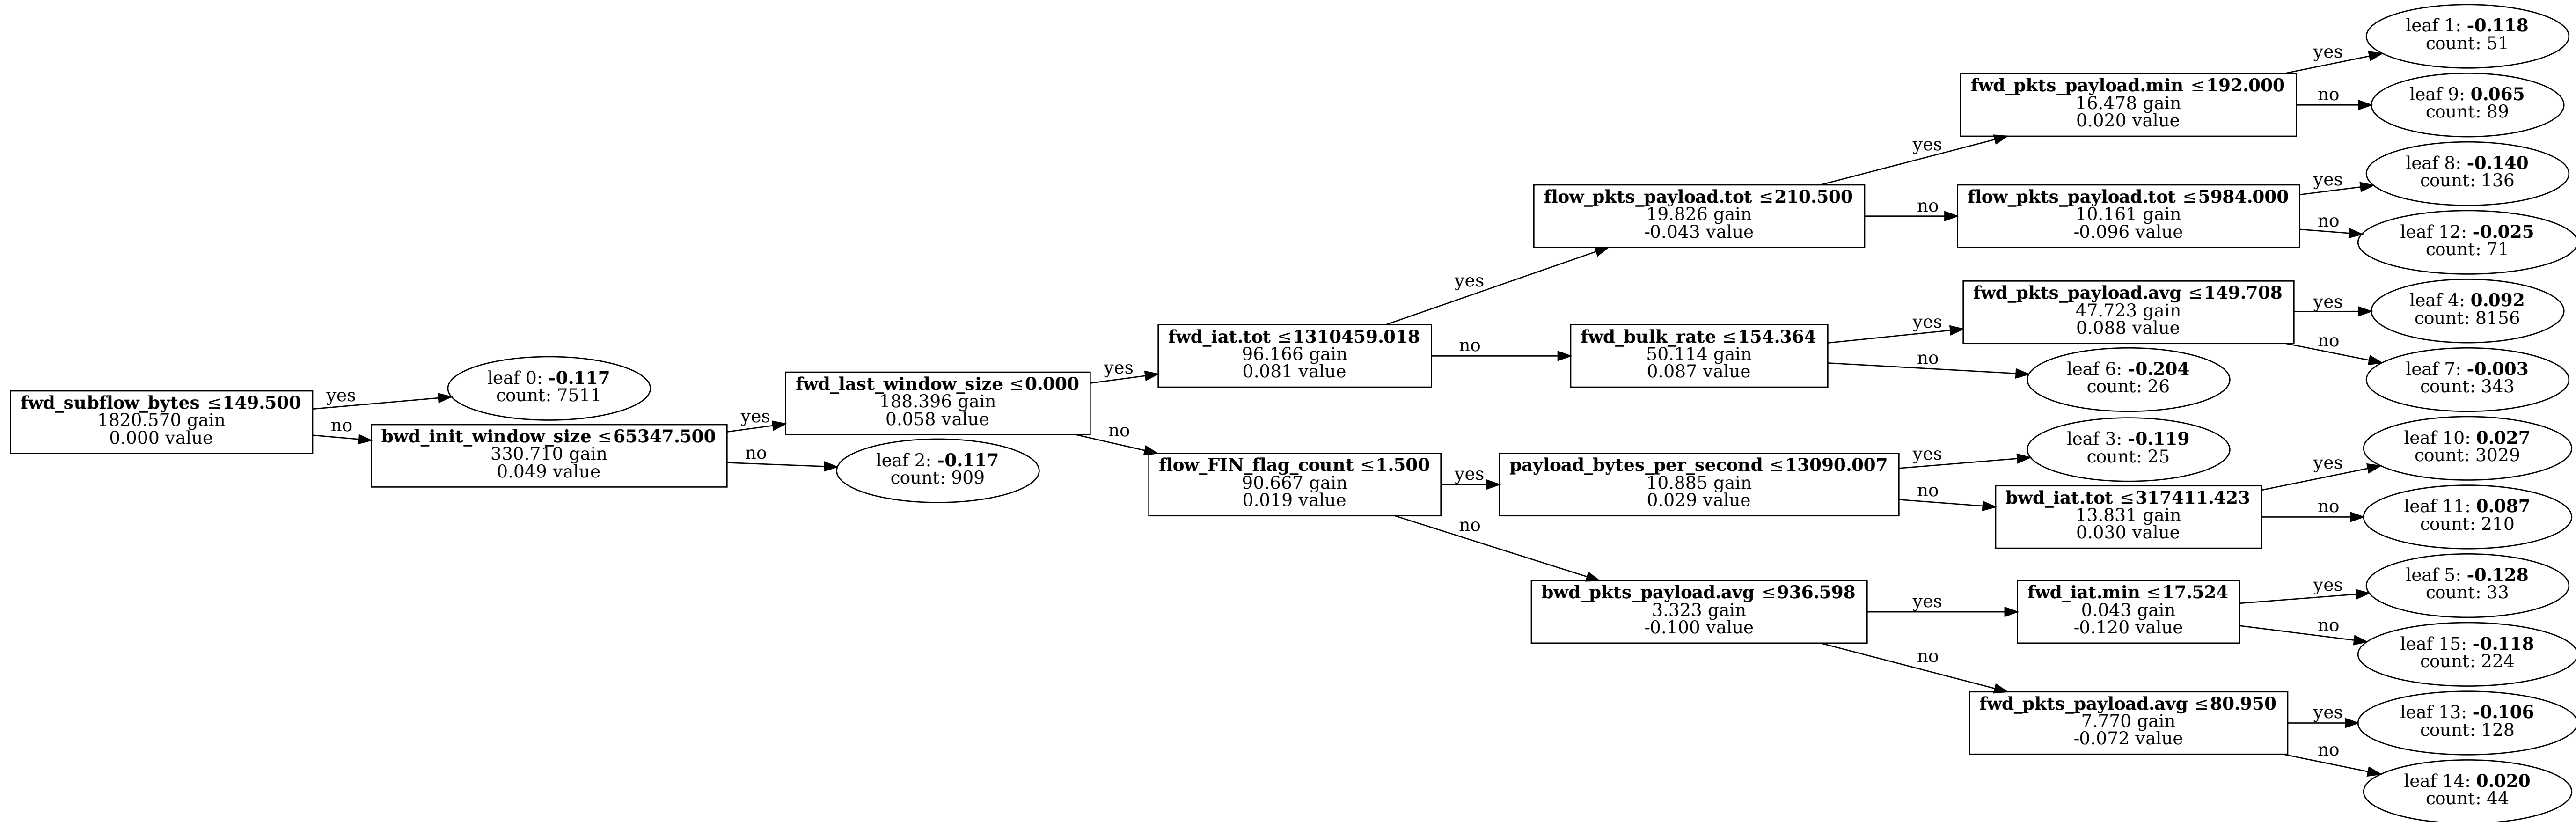 fwd_subflow_bytes ≤149.500
1820.570 gain
0.000 value
yes
no
leaf 0: -0.117
count: 7511
bwd_init_window_size ≤65347.500
330.710 gain
0.049 value
yes
no
fwd_last_window_size ≤0.000
188.396 gain
0.058 value
leaf 2: -0.117
count: 909
yes
no
fwd_iat.tot ≤1310459.018
96.166 gain
0.081 value
yes
no
flow_FIN_flag_count ≤1.500
90.667 gain
0.019 value
yes
no
flow_pkts_payload.tot ≤210.500
19.826 gain
-0.043 value
yes
no
fwd_bulk_rate ≤154.364
50.114 gain
0.087 value
yes
no
payload_bytes_per_second ≤13090.007
10.885 gain
0.029 value
yes
no
bwd_pkts_payload.avg ≤936.598
3.323 gain
-0.100 value
yes
no
fwd_pkts_payload.min ≤192.000
16.478 gain
0.020 value
yes
no
flow_pkts_payload.tot ≤5984.000
10.161 gain
-0.096 value
yes
no
fwd_pkts_payload.avg ≤149.708
47.723 gain
0.088 value
yes
no
leaf 6: -0.204
count: 26
leaf 3: -0.119
count: 25
bwd_iat.tot ≤317411.423
13.831 gain
0.030 value
yes
no
fwd_iat.min ≤17.524
0.043 gain
-0.120 value
yes
no
fwd_pkts_payload.avg ≤80.950
7.770 gain
-0.072 value
yes
no
leaf 1: -0.118
count: 51
leaf 9: 0.065
count: 89
leaf 8: -0.140
count: 136
leaf 12: -0.025
count: 71
leaf 4: 0.092
count: 8156
leaf 7: -0.003
count: 343
leaf 10: 0.027
count: 3029
leaf 11: 0.087
count: 210
leaf 5: -0.128
count: 33
leaf 15: -0.118
count: 224
leaf 13: -0.106
count: 128
leaf 14: 0.020
count: 44